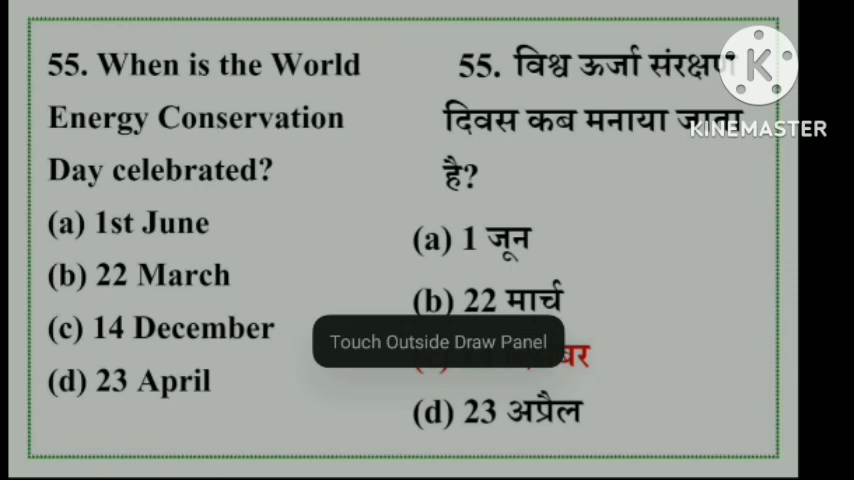 55. When is the World
Energy Conservation
Day celebrated?
(a) 1st June
(b) 22 March
(c) 14 December
(d) 23 April
55. विश्व ऊर्जा संरक्षण
दिवस कब मनाया जाता
है?
(a) 1 जून
(b) 22 मार्च
(d) 23 अप्रैल
Touch Outside Draw Panel
K
KINEMASTER